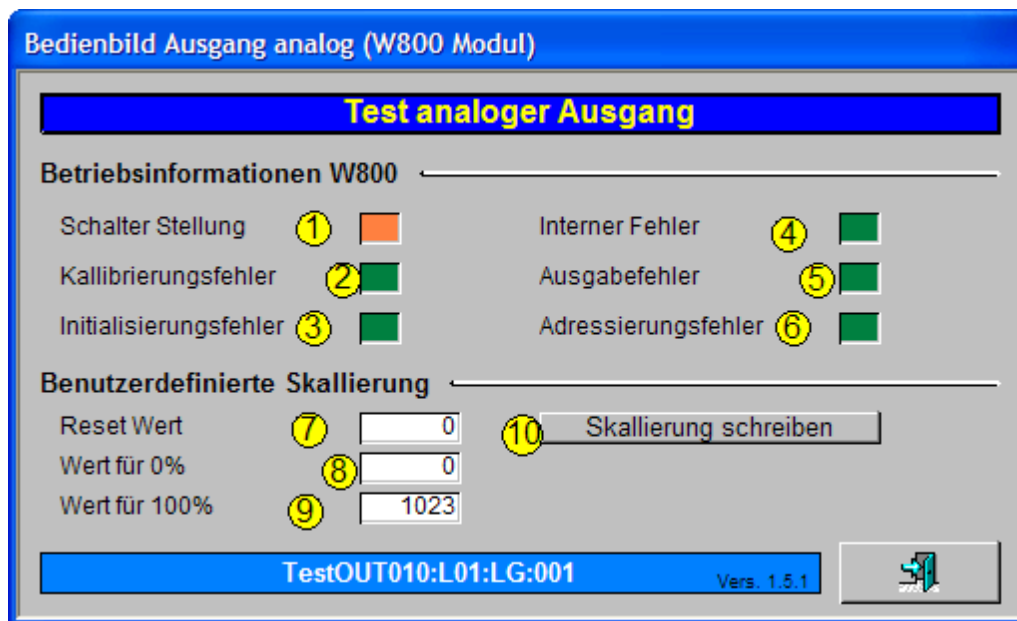 Bedienbild Ausgang analog (W800 Modul)
Test analoger Ausgang
Betriebsinformationen W800
Schalter Stellung 1 Interner Fehler 4
Kallibrierungsfehler 2 Ausgabefehler 5
Initialisierungsfehler 3 Adressierungsfehler 6
Benutzerdefinierte Skallierung
Reset Wert 7 0 10 Skallierung schreiben
Wert für 0% 8 0
Wert für 100% 9 1023
TestOUT010:L01:LG:001 Vers. 1.5.1